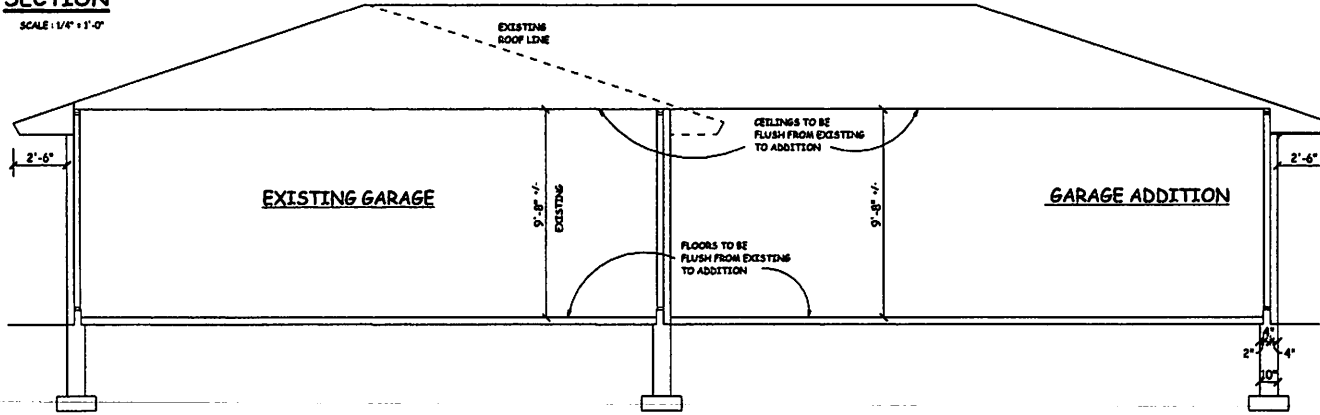 SECTION
SCALE : 1/4" = 1'-0"
EXISTING
ROOF LINE
CEILINGS TO BE
FLUSH FROM EXISTING
TO ADDITION
2'-6"
2'-6"
EXISTING GARAGE
9'-8" +/-
EXISTING
9'-8" +/-
GARAGE ADDITION
FLOORS TO BE
FLUSH FROM EXISTING
TO ADDITION
4"
2"
4"
10"